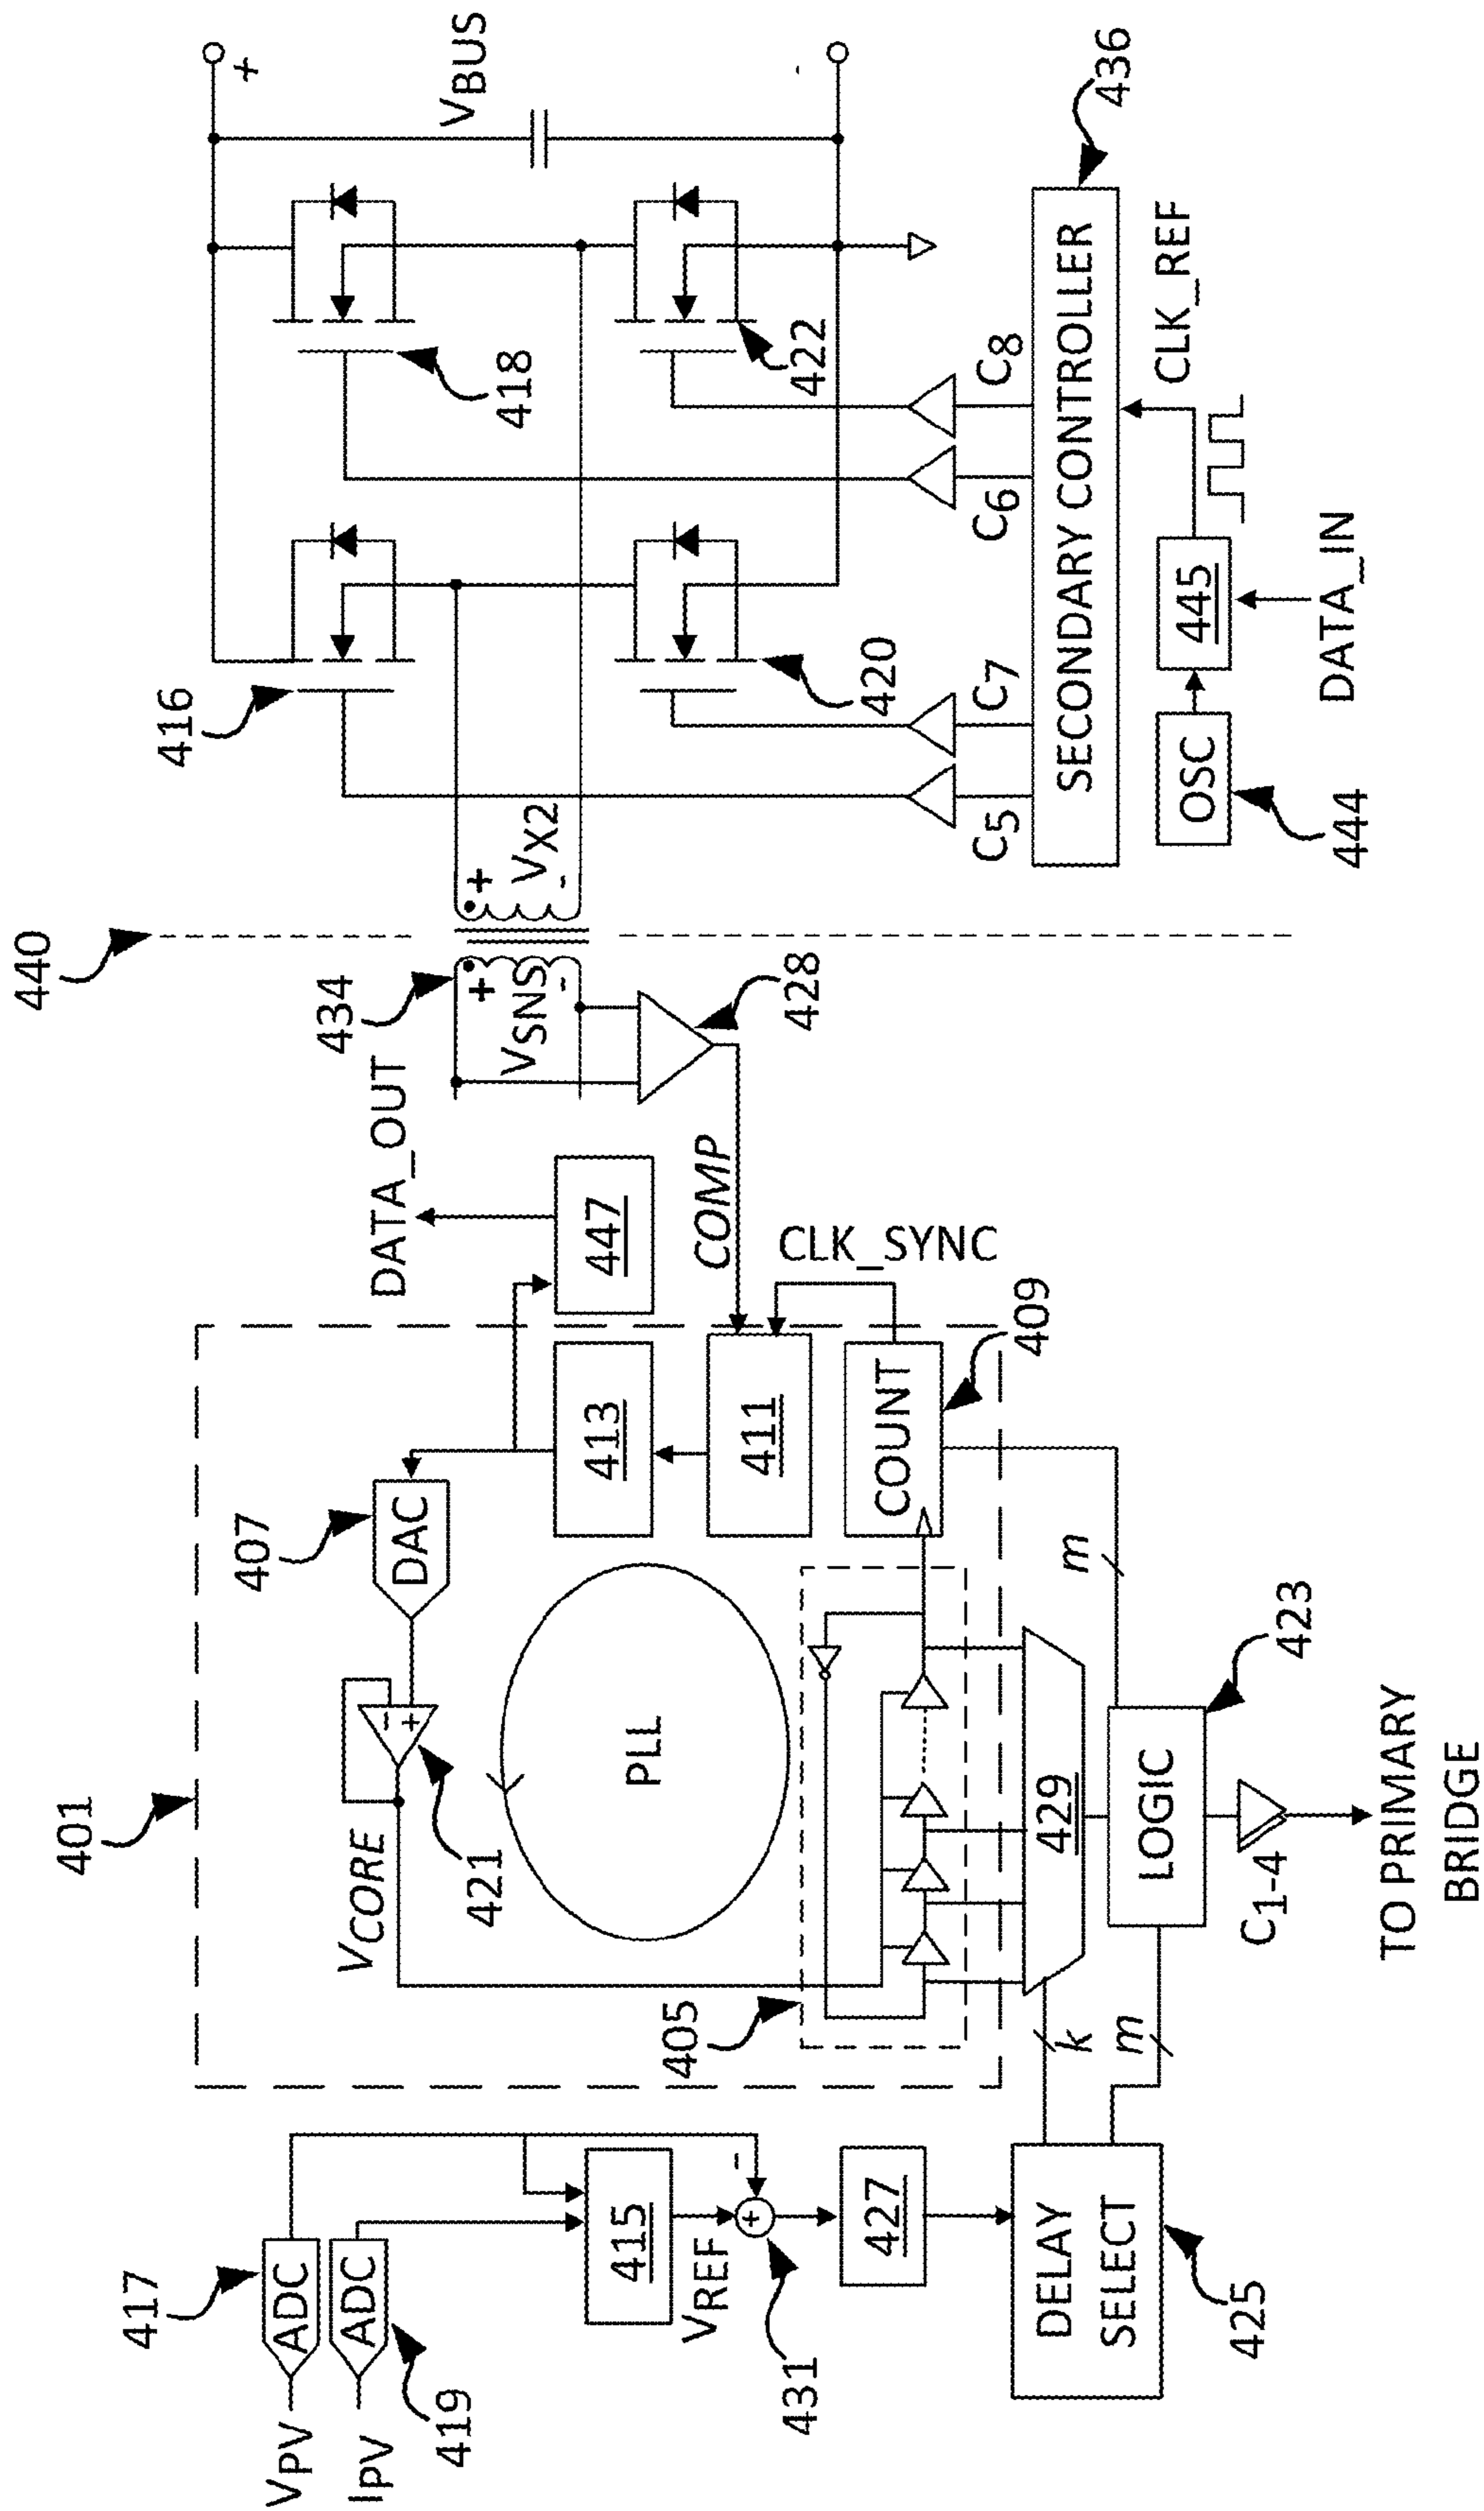 440
401
417
VPV
ADC
IPV
ADC
419
415
VREF
431
427
DELAY
SELECT
425
VCORE
421
407
DAC
PLL
405
k
m
429
LOGIC
423
m
C1-4
TO PRIMARY
BRIDGE
413
411
COUNT
409
CLK_SYNC
447
DATA_OUT
COMP
434
+
VSNS
-
428
+
VX2
-
416
418
420
422
+
VBUS
-
C5
C7
C6
C8
SECONDARY CONTROLLER
436
OSC
444
445
DATA_IN
CLK_REF